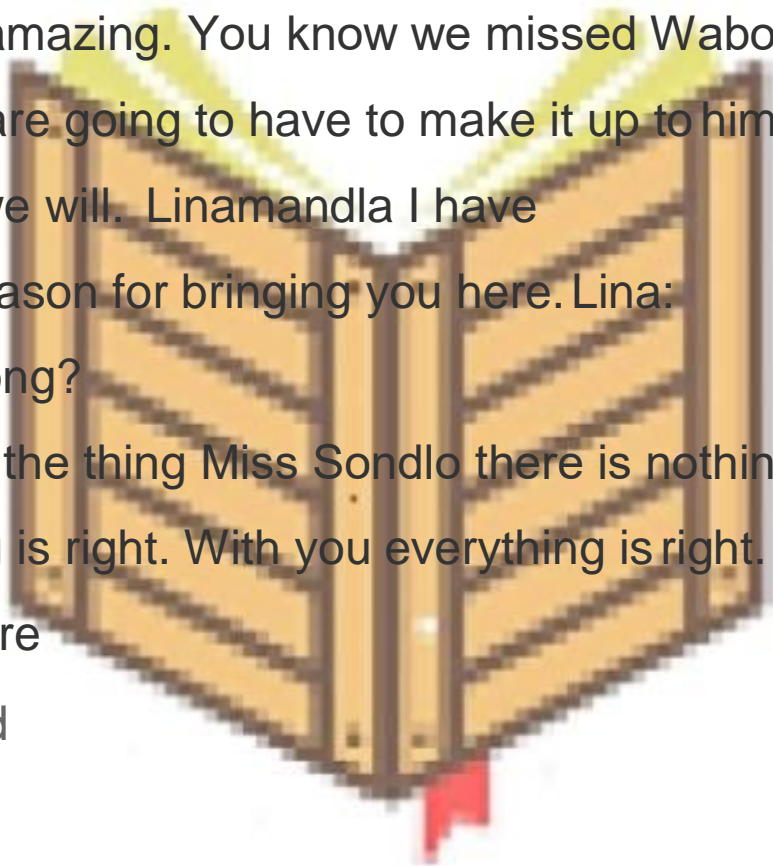 amazing. You know we missed Wabo
are going to have to make it up to him
we will. Linamandla I have
ason for bringing you here. Lina:
ong?
the thing Miss Sondlo there is nothin
is right. With you everything is right.
re